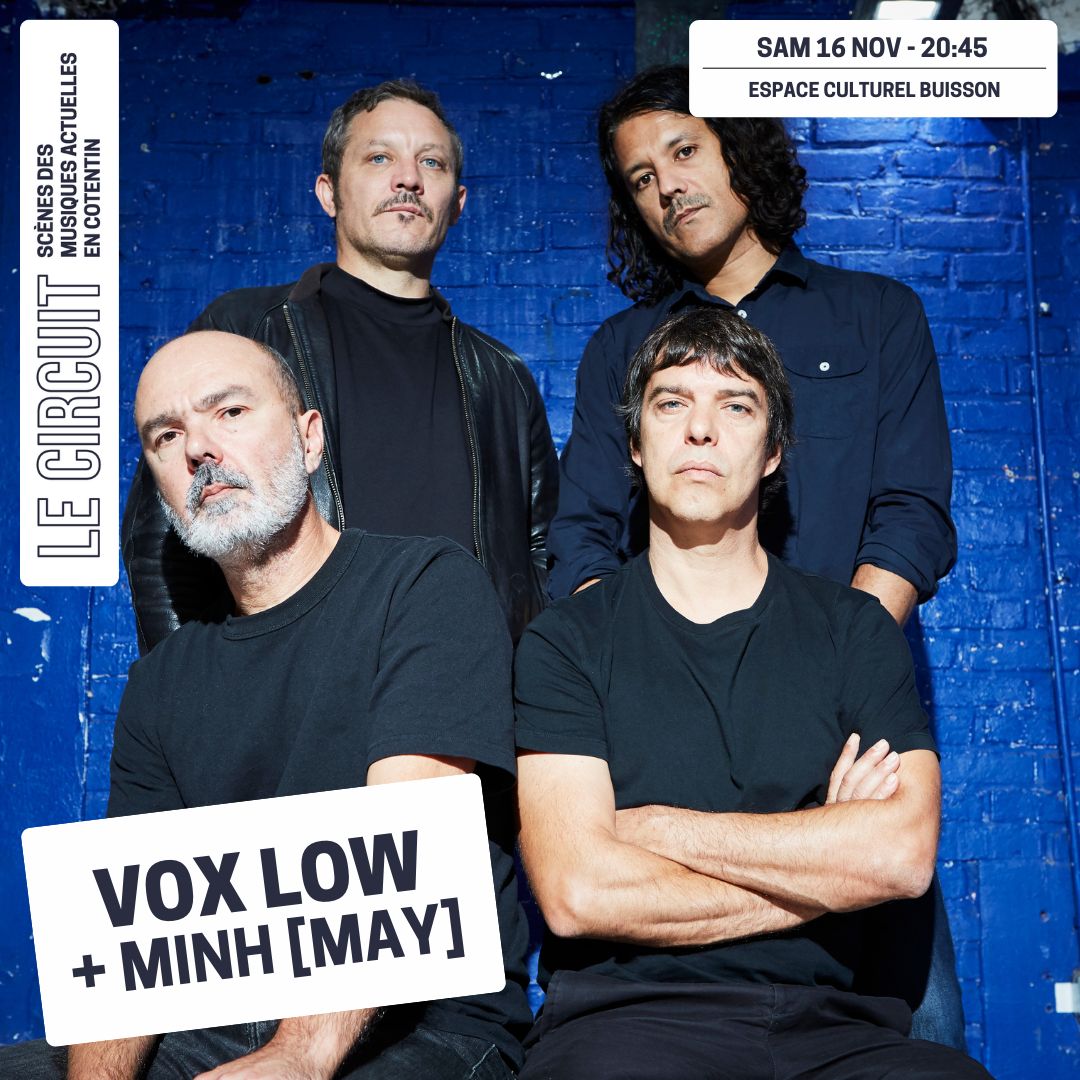 LE CIRCUIT
SCÈNES DES
MUSIQUES ACTUELLES
EN COTENTIN
SAM 16 NOV - 20:45
ESPACE CULTUREL BUISSON
VOX LOW
+ MINH [MAY]